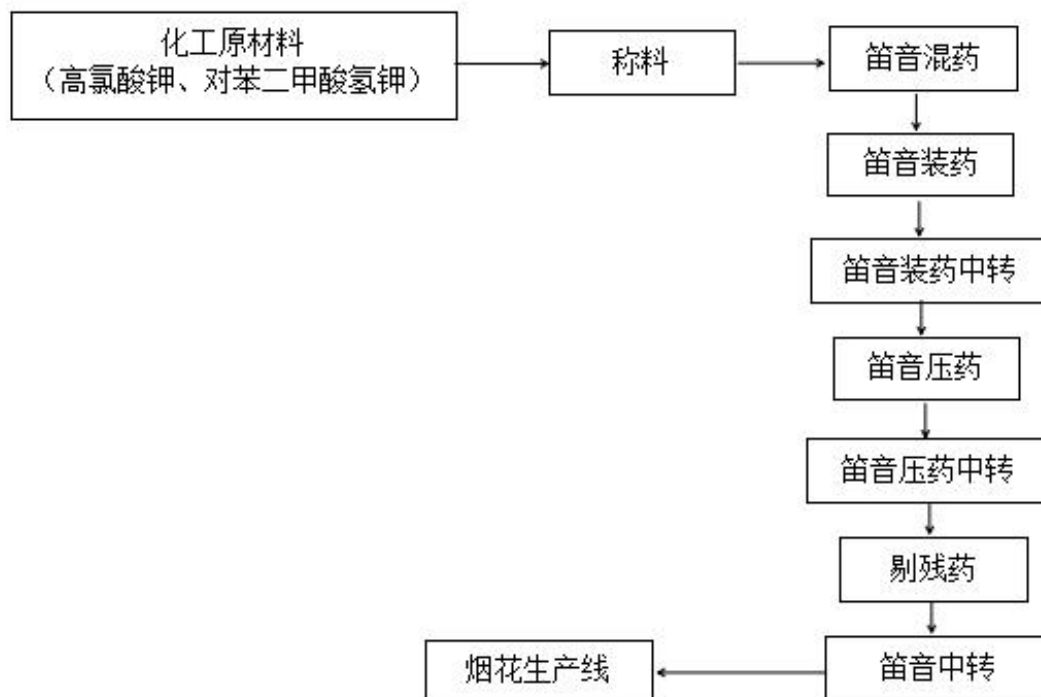 化工原材料
（高氯酸钾、对苯二甲酸氢钾）
称料
笛音混药
笛音装药
笛音装药中转
笛音压药
笛音压药中转
剔残药
笛音中转
烟花生产线